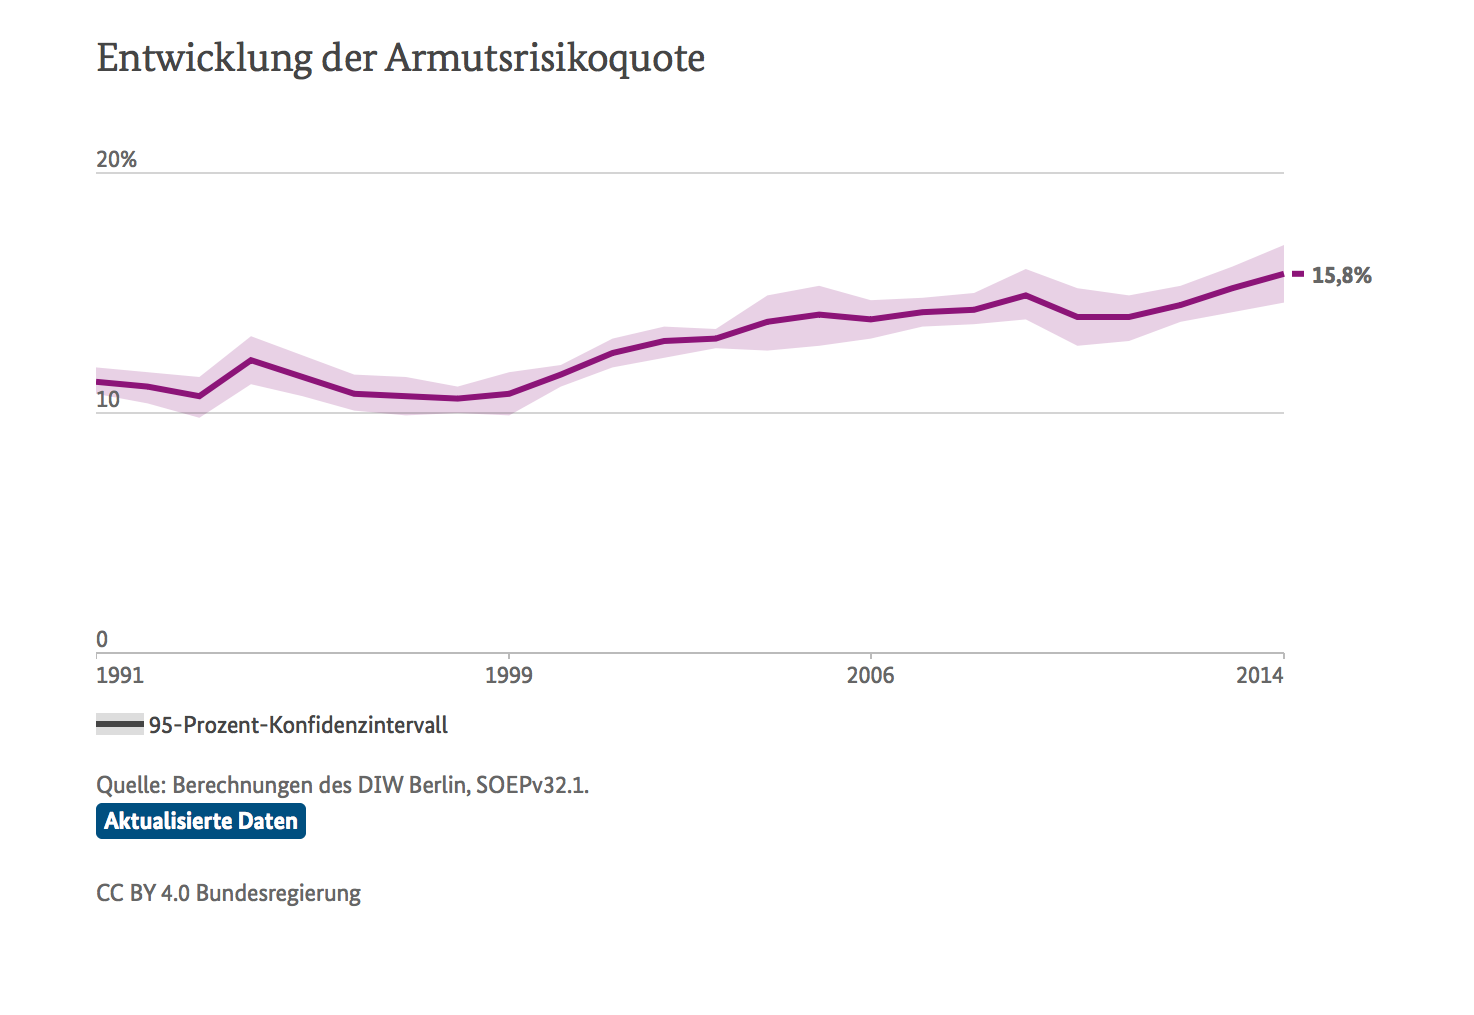 Entwicklung der Armutsrisikoquote
20%
15,8%
10
0
1991 1999 2006 2014
95-Prozent-Konfidenzintervall
Quelle: Berechnungen des DIW Berlin, SOEPv32.1.
Aktualisierte Daten
CC BY 4.0 Bundesregierung